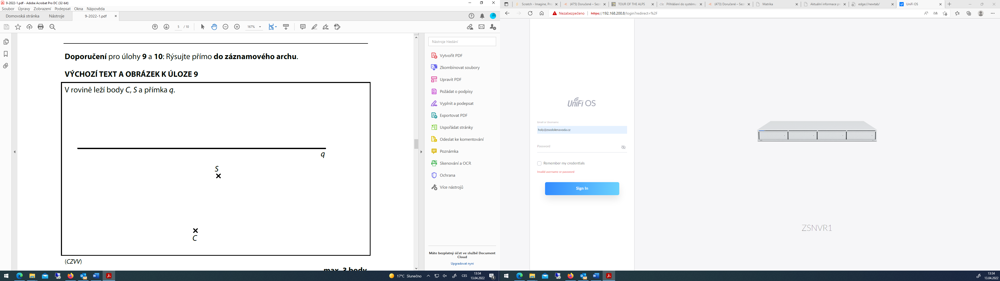 9-2022-1.pdf - Adobe Acrobat Pro DC (32-bit)
Soubor Úpravy Zobrazení Podepsat Okna Nápověda
Domovská stránka Nástroje 9-2022-1.pdf
5 / 10 167%
Doporučení pro úlohy 9 a 10: Rýsujte přímo do záznamového archu.
VÝCHOZÍ TEXT A OBRÁZEK K ÚLOZE 9
V rovině leží body C, S a přímka q.
q
S
C
(CZVV)
max. 3 body
Nástroje hledání
Vytvořit PDF
Zkombinovat soubory
Upravit PDF
Požádat o podpisy
Vyplnit a podepsat
Exportovat PDF
Uspořádat stránky
Odeslat ke komentování
Poznámka
Skenování a OCR
Ochrana
Více nástrojů
Máte bezplatný účet ve službě Document
Cloud
Upgradovat nyní
17°C Slunečno CES 13:34
13.04.2022
4
Scratch - Imagine, Pro (475) Doručené – Sezn TOUR OF THE ALPS Přihlášení do systému (473) Doručené – Sezn Matrika Aktuální informace pr edge://newtab/ UniFi OS
Nezabezpečeno https://192.168.200.8/login?redirect=%2F
UniFi OS
Email or Username
holy@zsodolenavoda.cz
Password
Remember my credentials
Invalid username or password
Sign In
ZSNVR1
13:34
13.04.2022